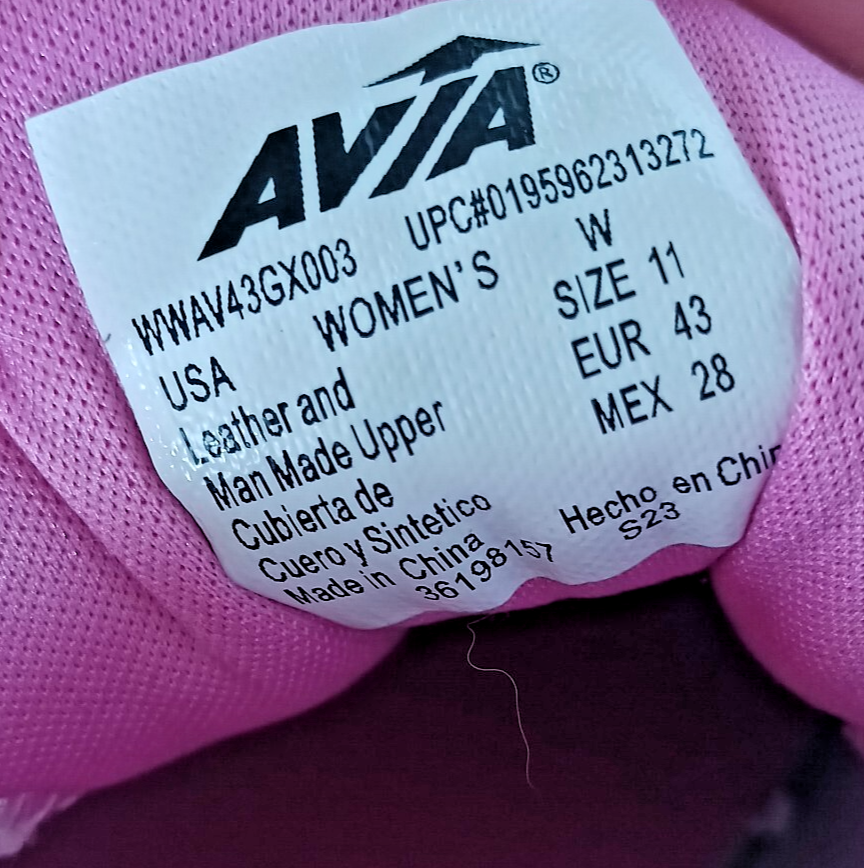 AVIA®
WWAV43GX003 UPC#0195962313272
USA WOMEN'S W
SIZE 11
Leather and EUR 43
Man Made Upper MEX 28
Cubierta de
Cuero y Sintetico
Made in China Hecho en Chin
36198157 S23